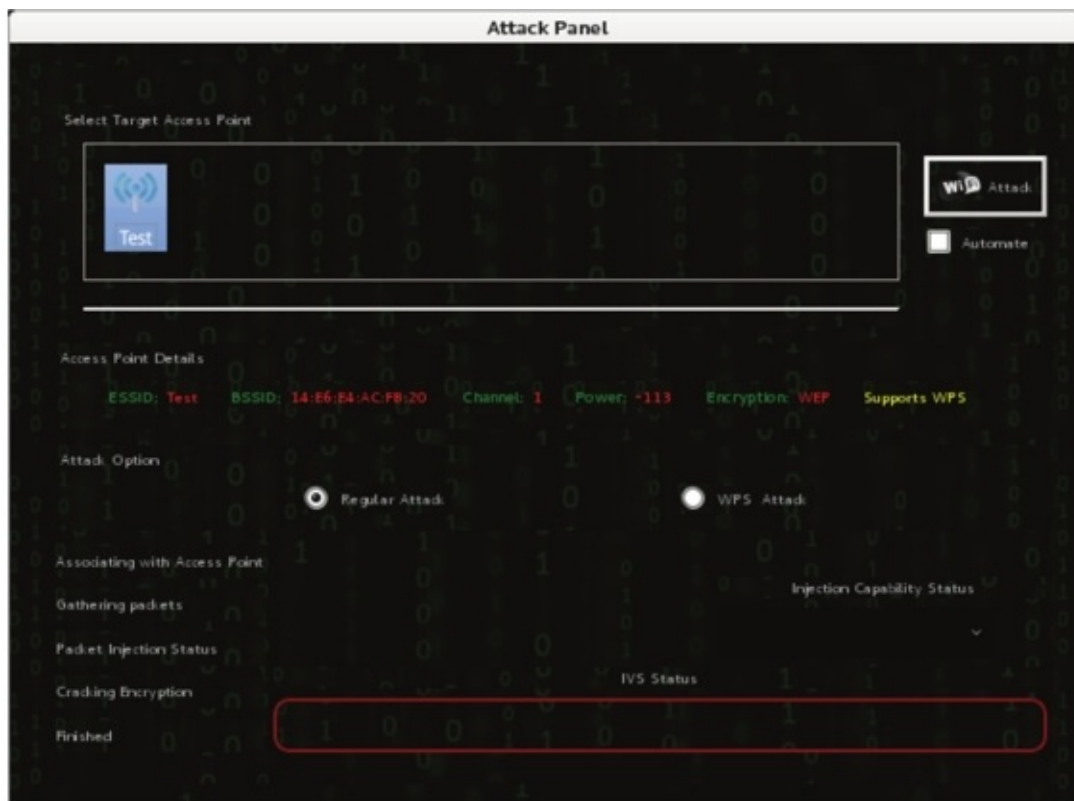 Attack Panel
Select Target Access Point
Test
WiFi Attack
Automate
Access Point Details
ESSID: Test BSSID: 14:E6:E4:AC:FB:20 Channel: 1 Power: -113 Encryption: WEP Supports WPS
Attack Option
Regular Attack WPS Attack
Associating with Access Point
Injection Capability Status
Gathering packets
Packet Injection Status
IVS Status
Cracking Encryption
Finished